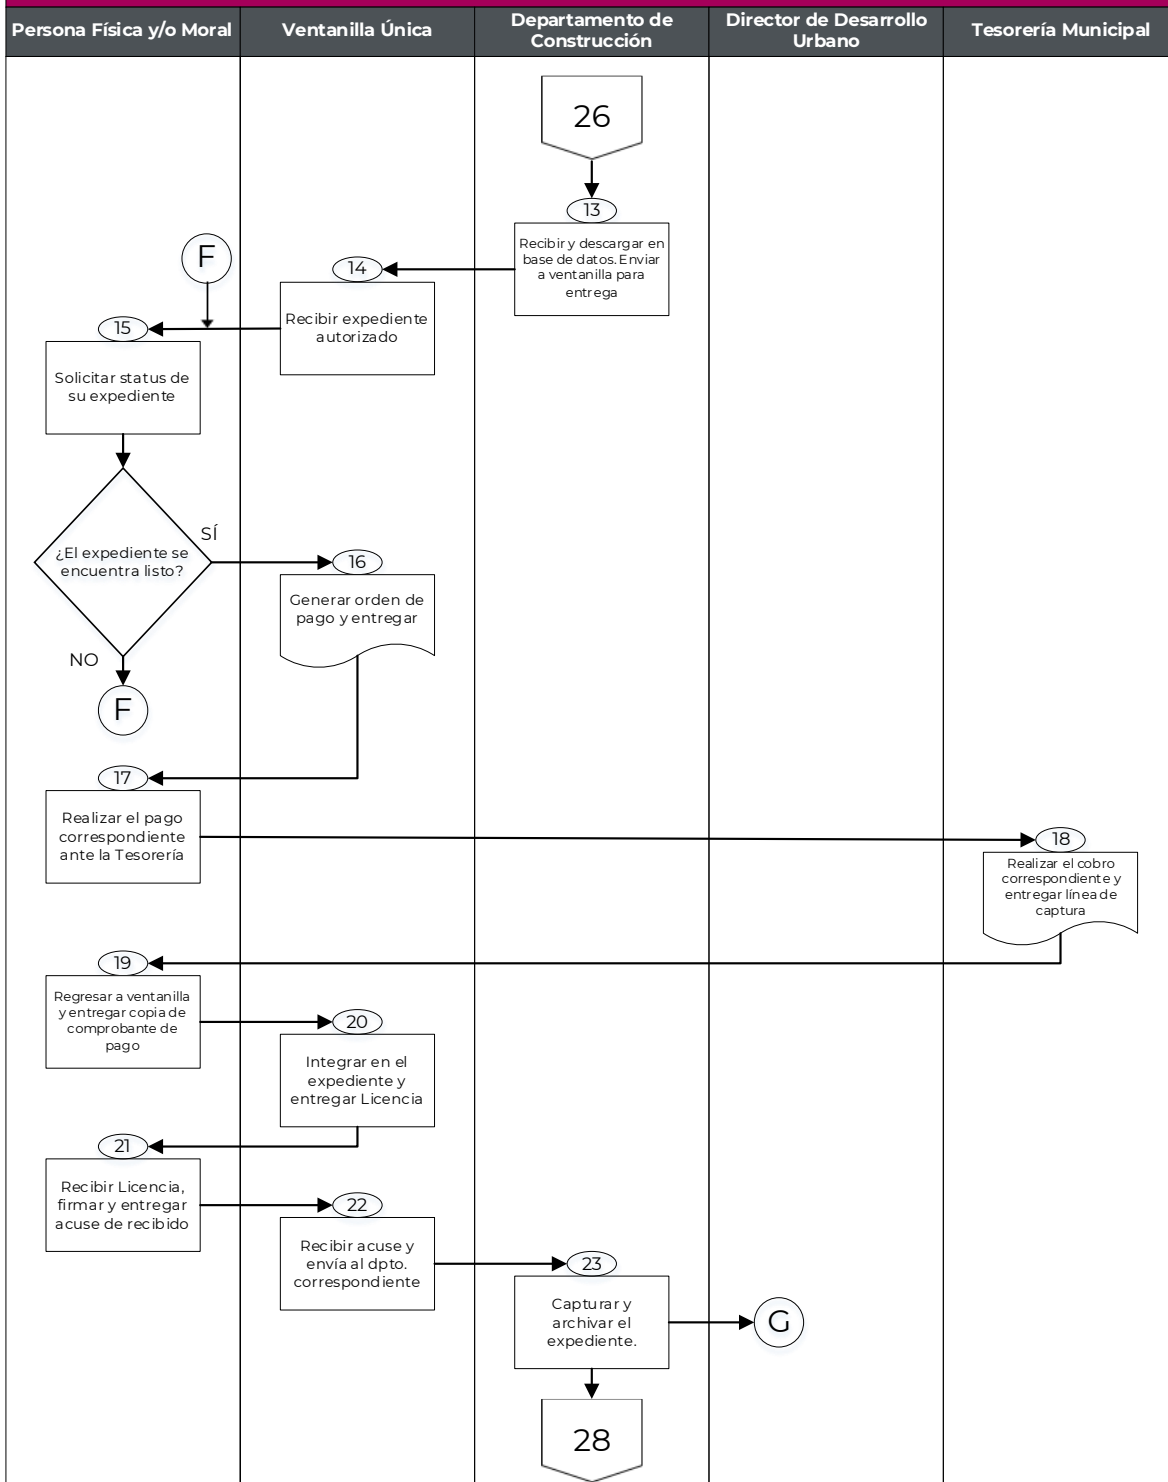 Persona Física y/o Moral
Ventanilla Única
Departamento de
Construcción
Director de Desarrollo
Urbano
Tesorería Municipal
26
13
Recibir y descargar en
base de datos. Enviar
a ventanilla para
entrega
F
14
Recibir expediente
autorizado
15
Solicitar status de
su expediente
¿El expediente se
encuentra listo?
SÍ
NO
F
16
Generar orden de
pago y entregar
17
Realizar el pago
correspondiente
ante la Tesorería
18
Realizar el cobro
correspondiente y
entregar línea de
captura
19
Regresar a ventanilla
y entregar copia de
comprobante de
pago
20
Integrar en el
expediente y
entregar Licencia
21
Recibir Licencia,
firmar y entregar
acuse de recibido
22
Recibir acuse y
envía al dpto.
correspondiente
23
Capturar y
archivar el
expediente.
G
28